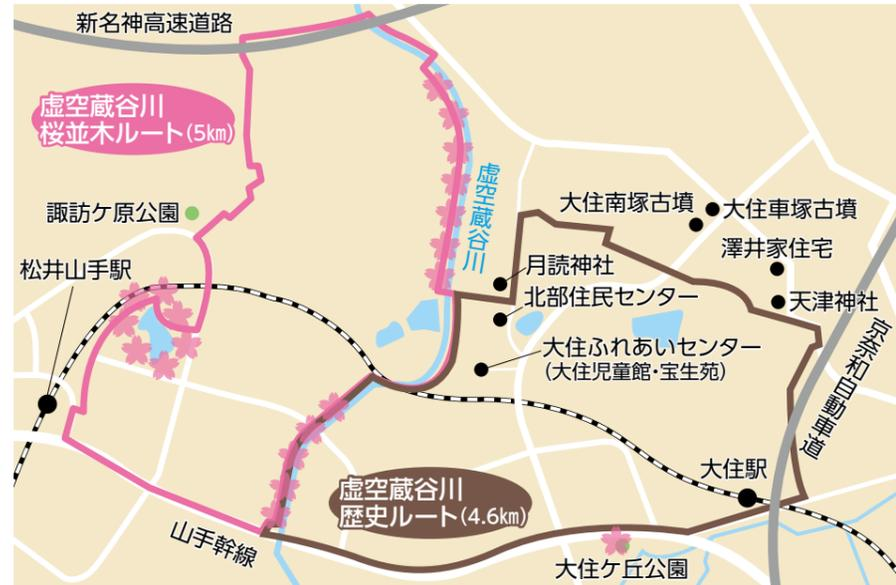 新名神高速道路
虚空蔵谷川
桜並木ルート(5km)
諏訪ケ原公園
松井山手駅
虚空蔵谷川
大住南塚古墳
大住車塚古墳
澤井家住宅
月読神社
北部住民センター
天津神社
大住ふれあいセンター
(大住児童館・宝生苑)
京奈和自動車道
大住駅
虚空蔵谷川
歴史ルート(4.6km)
山手幹線
大住ケ丘公園